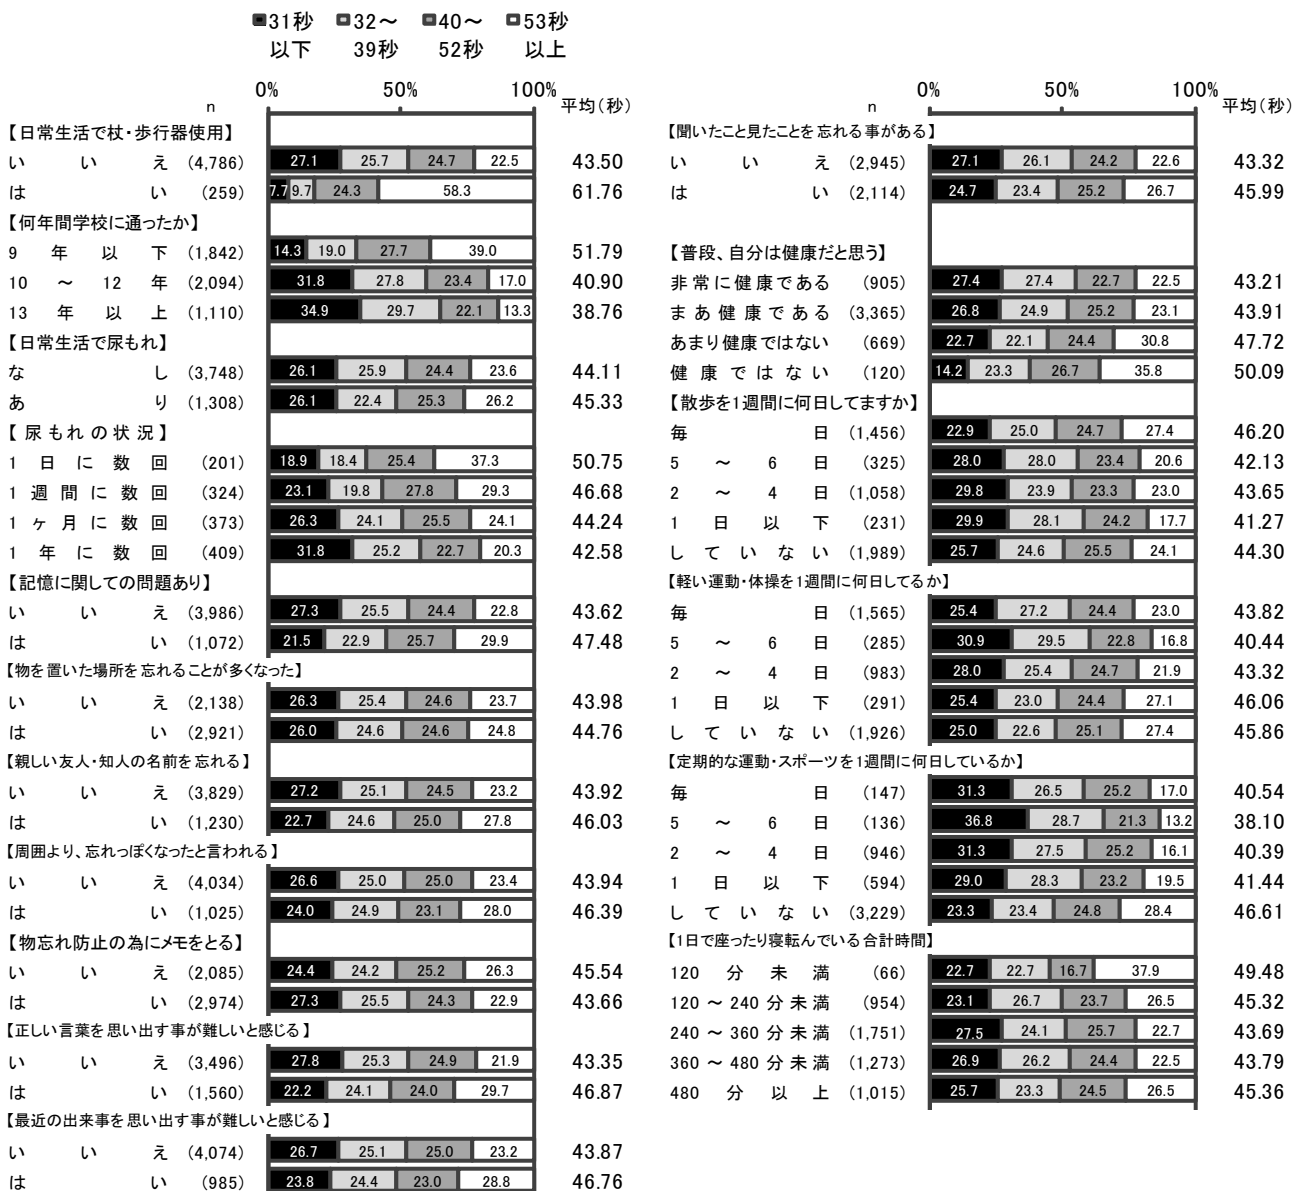 ■31秒以下 ■32～39秒 ■40～52秒 □53秒以上
0% 50% 100%
n 平均（秒）
【日常生活で杖・歩行器使用】
いいえ (4,786) 27.1 25.7 24.7 22.5 43.50
はい (259) 7.7 9.7 24.3 58.3 61.76
【何年間学校に通ったか】
9年以下 (1,842) 14.3 19.0 27.7 39.0 51.79
10～12年 (2,094) 31.8 27.8 23.4 17.0 40.90
13年以上 (1,110) 34.9 29.7 22.1 13.3 38.76
【日常生活で尿もれ】
なし (3,748) 26.1 25.9 24.4 23.6 44.11
あり (1,308) 26.1 22.4 25.3 26.2 45.33
【尿もれの状況】
1日に数回 (201) 18.9 18.4 25.4 37.3 50.75
1週間に数回 (324) 23.1 19.8 27.8 29.3 46.68
1ヶ月に数回 (373) 26.3 24.1 25.5 24.1 44.24
1年に数回 (409) 31.8 25.2 22.7 20.3 42.58
【記憶に関しての問題あり】
いいえ (3,986) 27.3 25.5 24.4 22.8 43.62
はい (1,072) 21.5 22.9 25.7 29.9 47.48
【物を置いた場所を忘れることが多くなった】
いいえ (2,138) 26.3 25.4 24.6 23.7 43.98
はい (2,921) 26.0 24.6 24.6 24.8 44.76
【親しい友人・知人の名前を忘れる】
いいえ (3,829) 27.2 25.1 24.5 23.2 43.92
はい (1,230) 22.7 24.6 25.0 27.8 46.03
【周囲より、忘れっぽくなったと言われる】
いいえ (4,034) 26.6 25.0 25.0 23.4 43.94
はい (1,025) 24.0 24.9 23.1 28.0 46.39
【物忘れ防止の為にメモをとる】
いいえ (2,085) 24.4 24.2 25.2 26.3 45.54
はい (2,974) 27.3 25.5 24.3 22.9 43.66
【正しい言葉を思い出す事が難しいと感じる】
いいえ (3,496) 27.8 25.3 24.9 21.9 43.35
はい (1,560) 22.2 24.1 24.0 29.7 46.87
【最近の出来事を思い出す事が難しいと感じる】
いいえ (4,074) 26.7 25.1 25.0 23.2 43.87
はい (985) 23.8 24.4 23.0 28.8 46.76
0% 50% 100%
n 平均（秒）
【聞いたこと見たことを忘れる事がある】
いいえ (2,945) 27.1 26.1 24.2 22.6 43.32
はい (2,114) 24.7 23.4 25.2 26.7 45.99
【普段、自分は健康だと思う】
非常に健康である (905) 27.4 27.4 22.7 22.5 43.21
まあ健康である (3,365) 26.8 24.9 25.2 23.1 43.91
あまり健康ではない (669) 22.7 22.1 24.4 30.8 47.72
健康ではない (120) 14.2 23.3 26.7 35.8 50.09
【散歩を1週間に何日してますか】
毎日 (1,456) 22.9 25.0 24.7 27.4 46.20
5～6日 (325) 28.0 28.0 23.4 20.6 42.13
2～4日 (1,058) 29.8 23.9 23.3 23.0 43.65
1日以下 (231) 29.9 28.1 24.2 17.7 41.27
していない (1,989) 25.7 24.6 25.5 24.1 44.30
【軽い運動・体操を1週間に何日してるか】
毎日 (1,565) 25.4 27.2 24.4 23.0 43.82
5～6日 (285) 30.9 29.5 22.8 16.8 40.44
2～4日 (983) 28.0 25.4 24.7 21.9 43.32
1日以下 (291) 25.4 23.0 24.4 27.1 46.06
していない (1,926) 25.0 22.6 25.1 27.4 45.86
【定期的な運動・スポーツを1週間に何日しているか】
毎日 (147) 31.3 26.5 25.2 17.0 40.54
5～6日 (136) 36.8 28.7 21.3 13.2 38.10
2～4日 (946) 31.3 27.5 25.2 16.1 40.39
1日以下 (594) 29.0 28.3 23.2 19.5 41.44
していない (3,229) 23.3 23.4 24.8 28.4 46.61
【1日で座ったり寝転んでいる合計時間】
120分未満 (66) 22.7 22.7 16.7 37.9 49.48
120～240分未満 (954) 23.1 26.7 23.7 26.5 45.32
240～360分未満 (1,751) 27.5 24.1 25.7 22.7 43.69
360～480分未満 (1,273) 26.9 26.2 24.4 22.5 43.79
480分以上 (1,015) 25.7 23.3 24.5 26.5 45.36